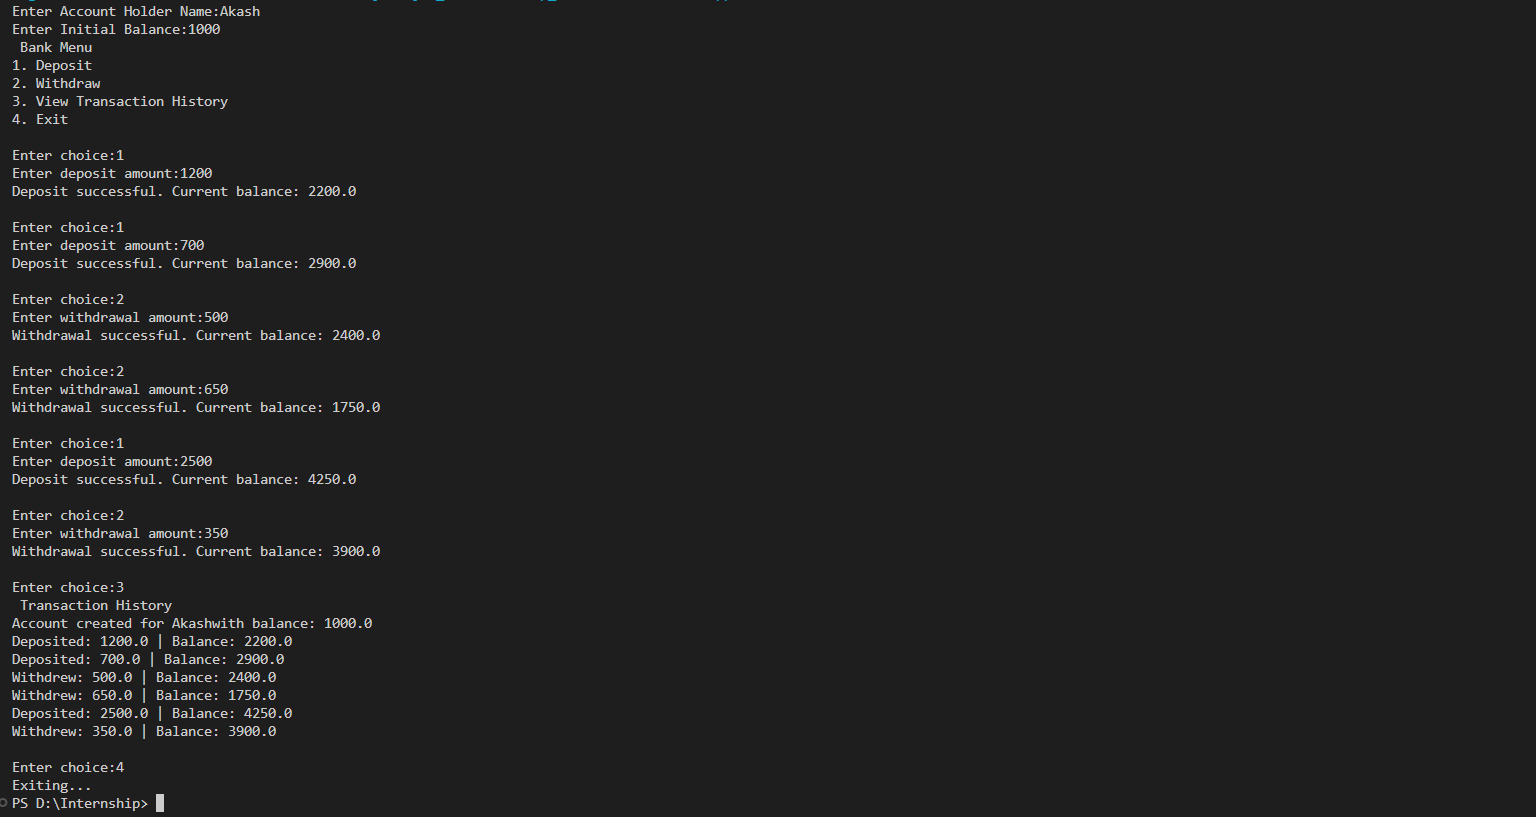 Enter Account Holder Name:Akash
Enter Initial Balance:1000
Bank Menu
1. Deposit
2. Withdraw
3. View Transaction History
4. Exit
Enter choice:1
Enter deposit amount:1200
Deposit successful. Current balance: 2200.0
Enter choice:1
Enter deposit amount:700
Deposit successful. Current balance: 2900.0
Enter choice:2
Enter withdrawal amount:500
Withdrawal successful. Current balance: 2400.0
Enter choice:2
Enter withdrawal amount:650
Withdrawal successful. Current balance: 1750.0
Enter choice:1
Enter deposit amount:2500
Deposit successful. Current balance: 4250.0
Enter choice:2
Enter withdrawal amount:350
Withdrawal successful. Current balance: 3900.0
Enter choice:3
Transaction History
Account created for Akashwith balance: 1000.0
Deposited: 1200.0 | Balance: 2200.0
Deposited: 700.0 | Balance: 2900.0
Withdrew: 500.0 | Balance: 2400.0
Withdrew: 650.0 | Balance: 1750.0
Deposited: 2500.0 | Balance: 4250.0
Withdrew: 350.0 | Balance: 3900.0
Enter choice:4
Exiting...
PS D:\Internship>